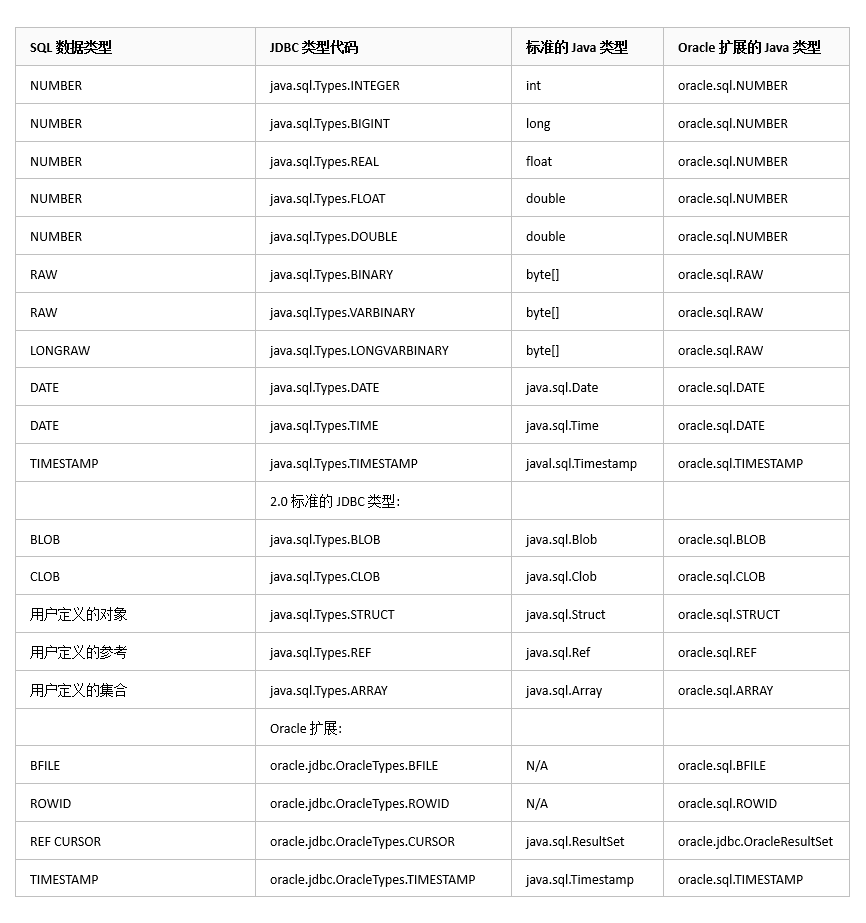 SQL 数据类型 JDBC 类型代码 标准的 Java 类型 Oracle 扩展的 Java 类型
NUMBER java.sql.Types.INTEGER int oracle.sql.NUMBER
NUMBER java.sql.Types.BIGINT long oracle.sql.NUMBER
NUMBER java.sql.Types.REAL float oracle.sql.NUMBER
NUMBER java.sql.Types.FLOAT double oracle.sql.NUMBER
NUMBER java.sql.Types.DOUBLE double oracle.sql.NUMBER
RAW java.sql.Types.BINARY byte[] oracle.sql.RAW
RAW java.sql.Types.VARBINARY byte[] oracle.sql.RAW
LONGRAW java.sql.Types.LONGVARBINARY byte[] oracle.sql.RAW
DATE java.sql.Types.DATE java.sql.Date oracle.sql.DATE
DATE java.sql.Types.TIME java.sql.Time oracle.sql.DATE
TIMESTAMP java.sql.Types.TIMESTAMP javal.sql.Timestamp oracle.sql.TIMESTAMP
2.0 标准的 JDBC 类型:
BLOB java.sql.Types.BLOB java.sql.Blob oracle.sql.BLOB
CLOB java.sql.Types.CLOB java.sql.Clob oracle.sql.CLOB
用户定义的对象 java.sql.Types.STRUCT java.sql.Struct oracle.sql.STRUCT
用户定义的参考 java.sql.Types.REF java.sql.Ref oracle.sql.REF
用户定义的集合 java.sql.Types.ARRAY java.sql.Array oracle.sql.ARRAY
Oracle 扩展:
BFILE oracle.jdbc.OracleTypes.BFILE N/A oracle.sql.BFILE
ROWID oracle.jdbc.OracleTypes.ROWID N/A oracle.sql.ROWID
REF CURSOR oracle.jdbc.OracleTypes.CURSOR java.sql.ResultSet oracle.jdbc.OracleResultSet
TIMESTAMP oracle.jdbc.OracleTypes.TIMESTAMP java.sql.Timestamp oracle.sql.TIMESTAMP